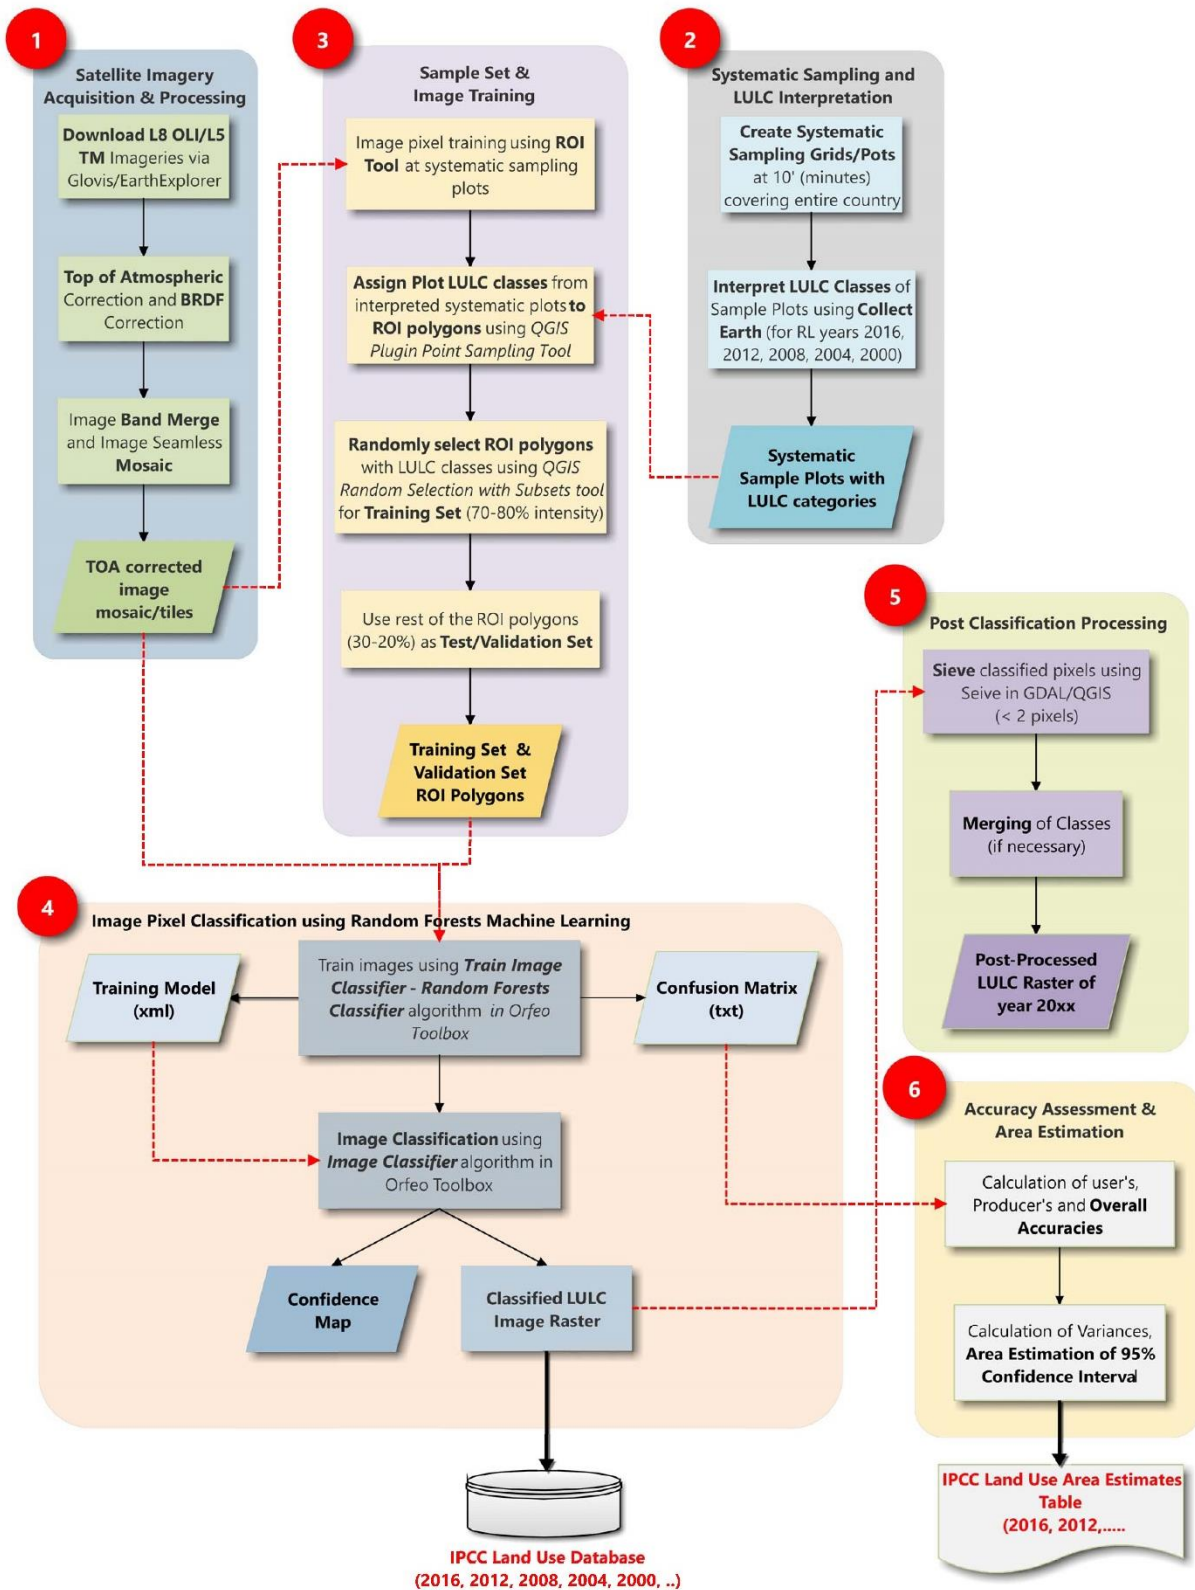 1
Satellite Imagery
Acquisition & Processing
Download L8 OLI/L5
TM Imageries via
Glovis/EarthExplorer
Top of Atmospheric
Correction and BRDF
Correction
Image Band Merge
and Image Seamless
Mosaic
TOA corrected
image
mosaic/tiles
3
Sample Set &
Image Training
Image pixel training using ROI
Tool at systematic sampling
plots
Assign Plot LULC classes from
interpreted systematic plots to
ROI polygons using QGIS
Plugin Point Sampling Tool
Randomly select ROI polygons
with LULC classes using QGIS
Random Selection with Subsets tool
for Training Set (70-80% intensity)
Use rest of the ROI polygons
(30-20%) as Test/Validation Set
Training Set &
Validation Set
ROI Polygons
2
Systematic Sampling and
LULC Interpretation
Create Systematic
Sampling Grids/Pots
at 10' (minutes)
covering entire country
Interpret LULC Classes of
Sample Plots using Collect
Earth (for RL years 2016,
2012, 2008, 2004, 2000)
Systematic
Sample Plots with
LULC categories
4
Image Pixel Classification using Random Forests Machine Learning
Training Model
(xml)
Train images using Train Image
Classifier - Random Forests
Classifier algorithm in Orfeo
Toolbox
Confusion Matrix
(txt)
Image Classification using
Image Classifier algorithm in
Orfeo Toolbox
Confidence
Map
Classified LULC
Image Raster
IPCC Land Use Database
(2016, 2012, 2008, 2004, 2000, ..)
5
Post Classification Processing
Sieve classified pixels using
Seive in GDAL/QGIS
(< 2 pixels)
Merging of Classes
(if necessary)
Post-Processed
LULC Raster of
year 20xx
6
Accuracy Assessment &
Area Estimation
Calculation of user's,
Producer's and Overall
Accuracies
Calculation of Variances,
Area Estimation of 95%
Confidence Interval
IPCC Land Use Area Estimates
Table
(2016, 2012,.....